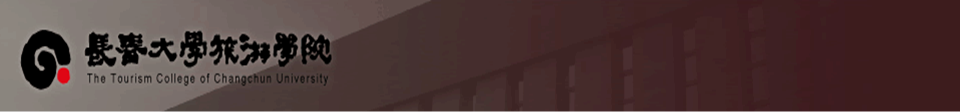 長春大學旅游學院
The Tourism College of Changchun University